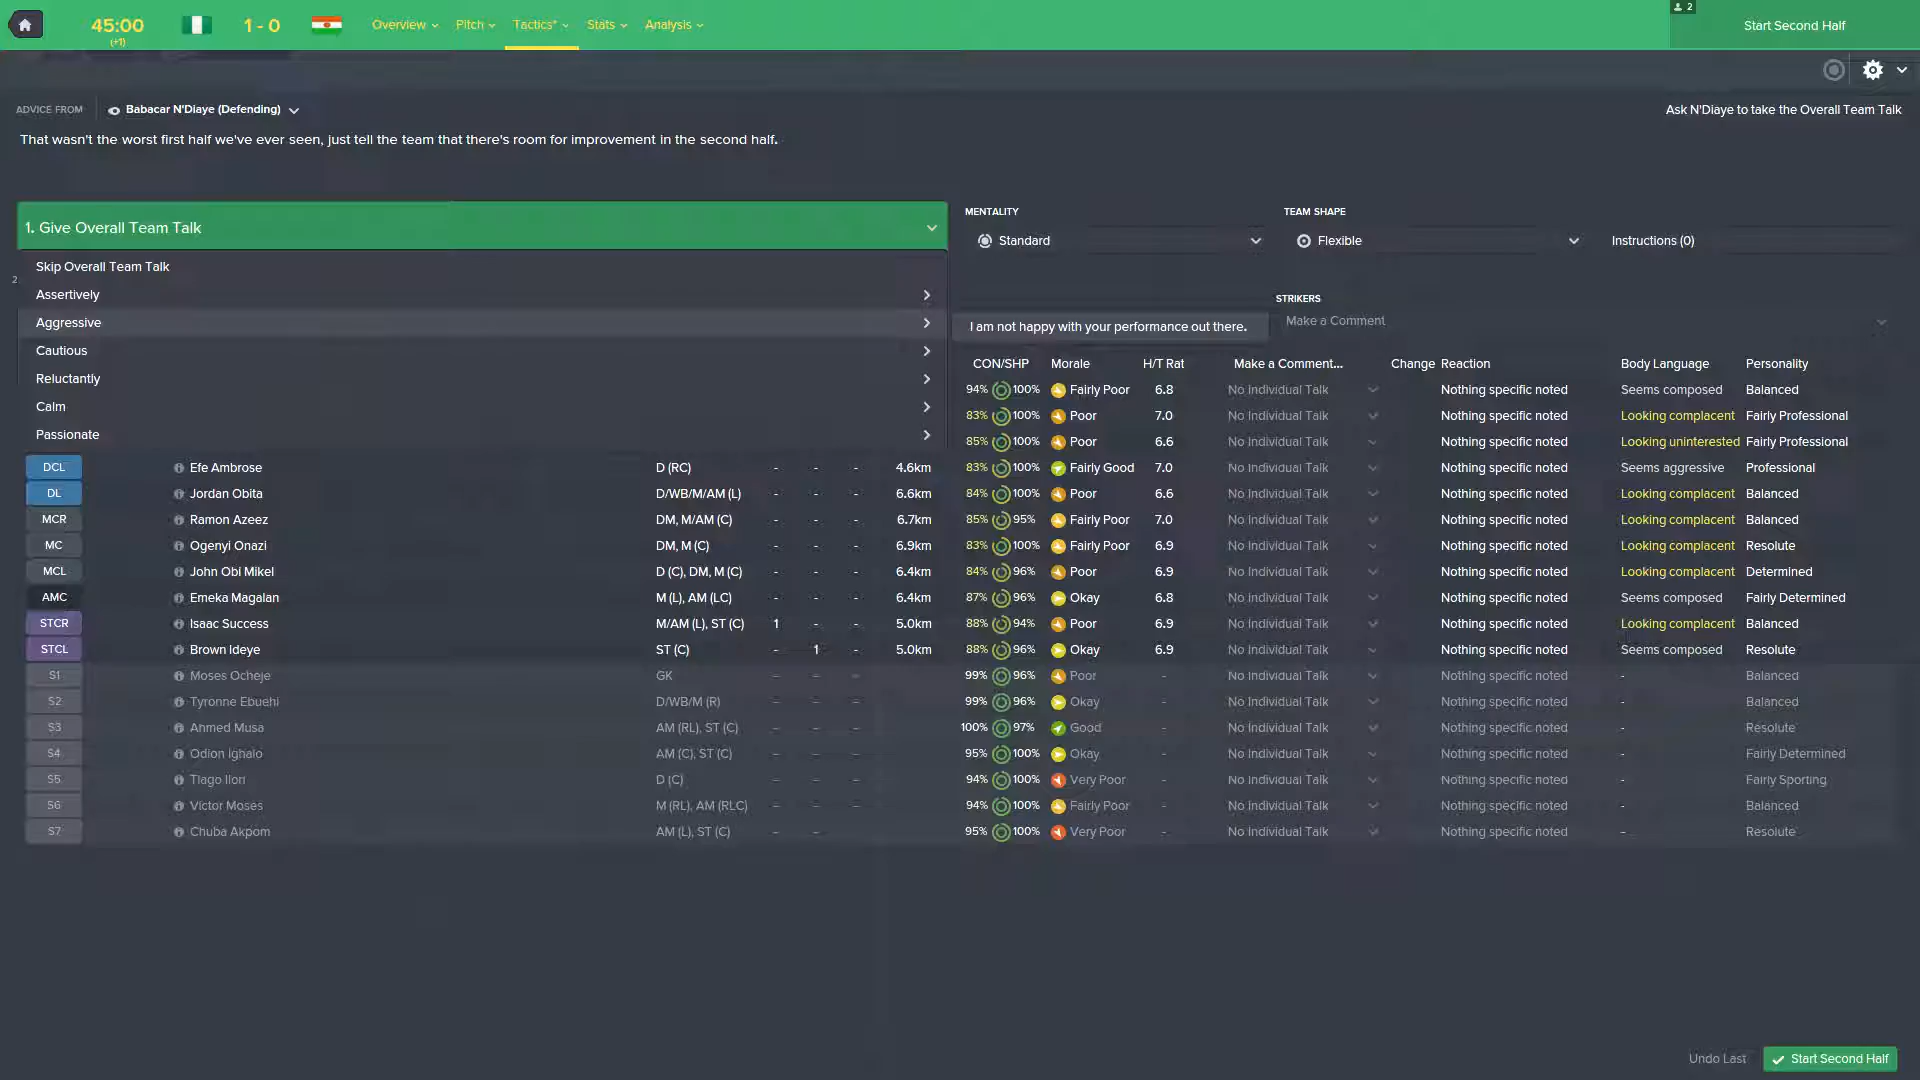 45:00
(+1)
1 - 0
Overview
Pitch
Tactics*
Stats
Analysis
2
Start Second Half
ADVICE FROM
Babacar N'Diaye (Defending)
Ask N'Diaye to take the Overall Team Talk
That wasn't the worst first half we've ever seen, just tell the team that there's room for improvement in the second half.
1. Give Overall Team Talk
MENTALITY
Standard
TEAM SHAPE
Flexible
Instructions (0)
Skip Overall Team Talk
2
Assertively
Aggressive
Cautious
Reluctantly
Calm
Passionate
I am not happy with your performance out there.
STRIKERS
Make a Comment
CON/SHP Morale H/T Rat Make a Comment... Change Reaction Body Language Personality
94% 100% Fairly Poor 6.8 No Individual Talk Nothing specific noted Seems composed Balanced
83% 100% Poor 7.0 No Individual Talk Nothing specific noted Looking complacent Fairly Professional
85% 100% Poor 6.6 No Individual Talk Nothing specific noted Looking uninterested Fairly Professional
DCL Efe Ambrose D (RC) - - - 4.6km 83% 100% Fairly Good 7.0 No Individual Talk Nothing specific noted Seems aggressive Professional
DL Jordan Obita D/WB/M/AM (L) - - - 6.6km 84% 100% Poor 6.6 No Individual Talk Nothing specific noted Looking complacent Balanced
MCR Ramon Azeez DM, M/AM (C) - - - 6.7km 85% 95% Fairly Poor 7.0 No Individual Talk Nothing specific noted Looking complacent Balanced
MC Ogenyi Onazi DM, M (C) - - - 6.9km 83% 100% Fairly Poor 6.9 No Individual Talk Nothing specific noted Looking complacent Resolute
MCL John Obi Mikel D (C), DM, M (C) - - - 6.4km 84% 96% Poor 6.9 No Individual Talk Nothing specific noted Looking complacent Determined
AMC Emeka Magalan M (L), AM (LC) - - - 6.4km 87% 96% Okay 6.8 No Individual Talk Nothing specific noted Seems composed Fairly Determined
STCR Isaac Success M/AM (L), ST (C) 1 - - 5.0km 88% 94% Poor 6.9 No Individual Talk Nothing specific noted Looking complacent Balanced
STCL Brown Ideye ST (C) - 1 - 5.0km 88% 96% Okay 6.9 No Individual Talk Nothing specific noted Seems composed Resolute
S1 Moses Ocheje GK - - - 99% 96% Poor - No Individual Talk Nothing specific noted - Balanced
S2 Tyronne Ebuehi D/WB/M (R) - - - 99% 96% Okay - No Individual Talk Nothing specific noted - Balanced
S3 Ahmed Musa AM (RL), ST (C) - - - 100% 97% Good - No Individual Talk Nothing specific noted - Resolute
S4 Odion Ighalo AM (C), ST (C) - - - 95% 100% Okay - No Individual Talk Nothing specific noted - Fairly Determined
S5 Tiago Ilori D (C) - - - 94% 100% Very Poor - No Individual Talk Nothing specific noted - Fairly Sporting
S6 Victor Moses M (RL), AM (RLC) - - - 94% 100% Fairly Poor - No Individual Talk Nothing specific noted - Balanced
S7 Chuba Akpom AM (L), ST (C) - - 95% 100% Very Poor - No Individual Talk Nothing specific noted - Resolute
Undo Last
Start Second Half